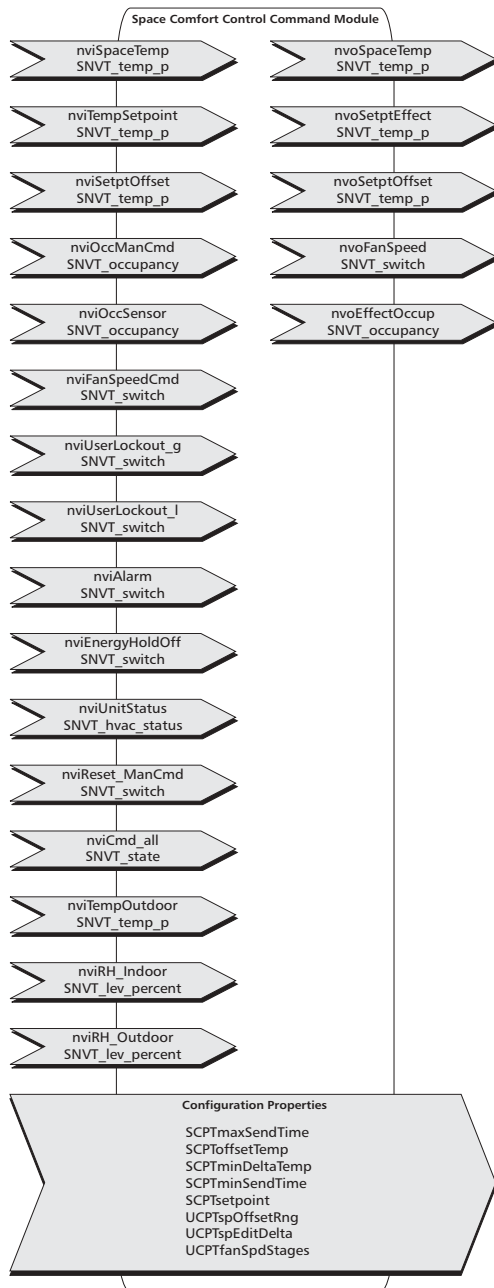 Space Comfort Control Command Module
nviSpaceTemp
SNVT_temp_p
nvoSpaceTemp
SNVT_temp_p
nviTempSetpoint
SNVT_temp_p
nvoSetptEffect
SNVT_temp_p
nviSetptOffset
SNVT_temp_p
nvoSetptOffset
SNVT_temp_p
nviOccManCmd
SNVT_occupancy
nvoFanSpeed
SNVT_switch
nviOccSensor
SNVT_occupancy
nvoEffectOccup
SNVT_occupancy
nviFanSpeedCmd
SNVT_switch
nviUserLockout_g
SNVT_switch
nviUserLockout_l
SNVT_switch
nviAlarm
SNVT_switch
nviEnergyHoldOff
SNVT_switch
nviUnitStatus
SNVT_hvac_status
nviReset_ManCmd
SNVT_switch
nviCmd_all
SNVT_state
nviTempOutdoor
SNVT_temp_p
nviRH_Indoor
SNVT_lev_percent
nviRH_Outdoor
SNVT_lev_percent
Configuration Properties
SCPTmaxSendTime
SCPToffsetTemp
SCPTminDeltaTemp
SCPTminSendTime
SCPTsetpoint
UCPTspOffsetRng
UCPTspEditDelta
UCPTfanSpdStages